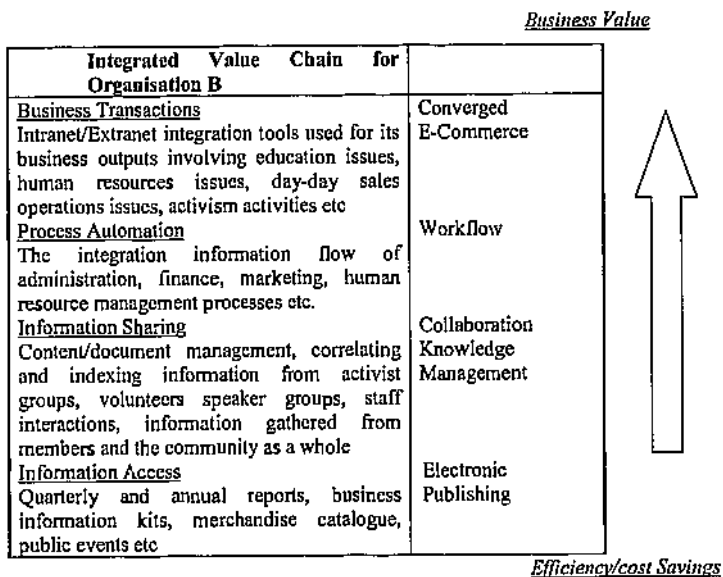 Business Value
Integrated Value Chain for
Organisation B
Business Transactions
Intranet/Extranet integration tools used for its
business outputs involving education issues,
human resources issues, day-day sales
operations issues, activism activities etc
Converged
E-Commerce
Process Automation
The integration information flow of
administration, finance, marketing, human
resource management processes etc.
Workflow
Information Sharing
Content/document management, correlating
and indexing information from activist
groups, volunteers speaker groups, staff
interactions, information gathered from
members and the community as a whole
Collaboration
Knowledge
Management
Information Access
Quarterly and annual reports, business
information kits, merchandise catalogue,
public events etc
Electronic
Publishing
Efficiency/cost Savings